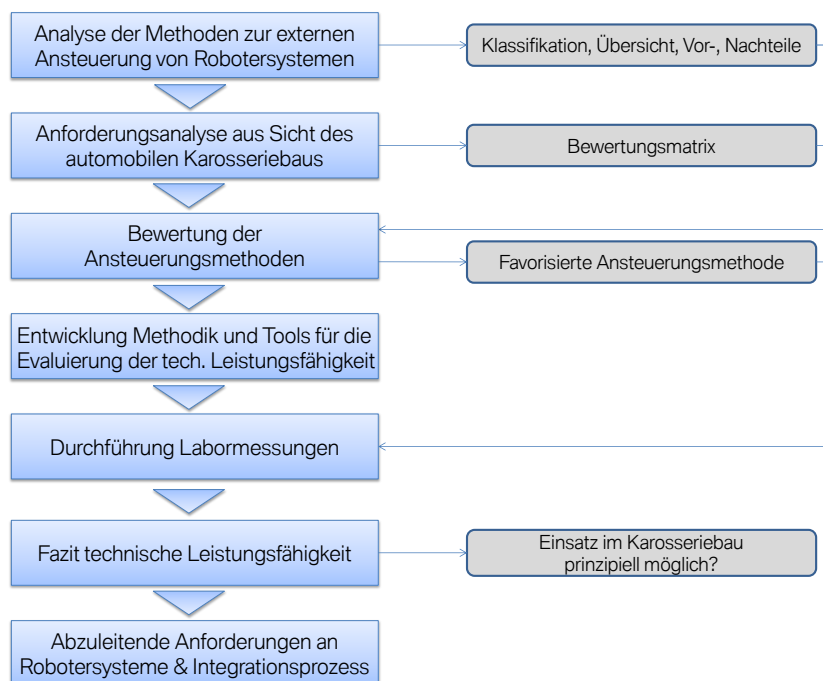 Analyse der Methoden zur externen
Ansteuerung von Robotersystemen
Klassifikation, Übersicht, Vor-, Nachteile
Anforderungsanalyse aus Sicht des
automobilen Karosseriebaus
Bewertungsmatrix
Bewertung der
Ansteuerungsmethoden
Favorisierte Ansteuerungsmethode
Entwicklung Methodik und Tools für die
Evaluierung der tech. Leistungsfähigkeit
Durchführung Labormessungen
Fazit technische Leistungsfähigkeit
Einsatz im Karosseriebau
prinzipiell möglich?
Abzuleitende Anforderungen an
Robotersysteme & Integrationsprozess